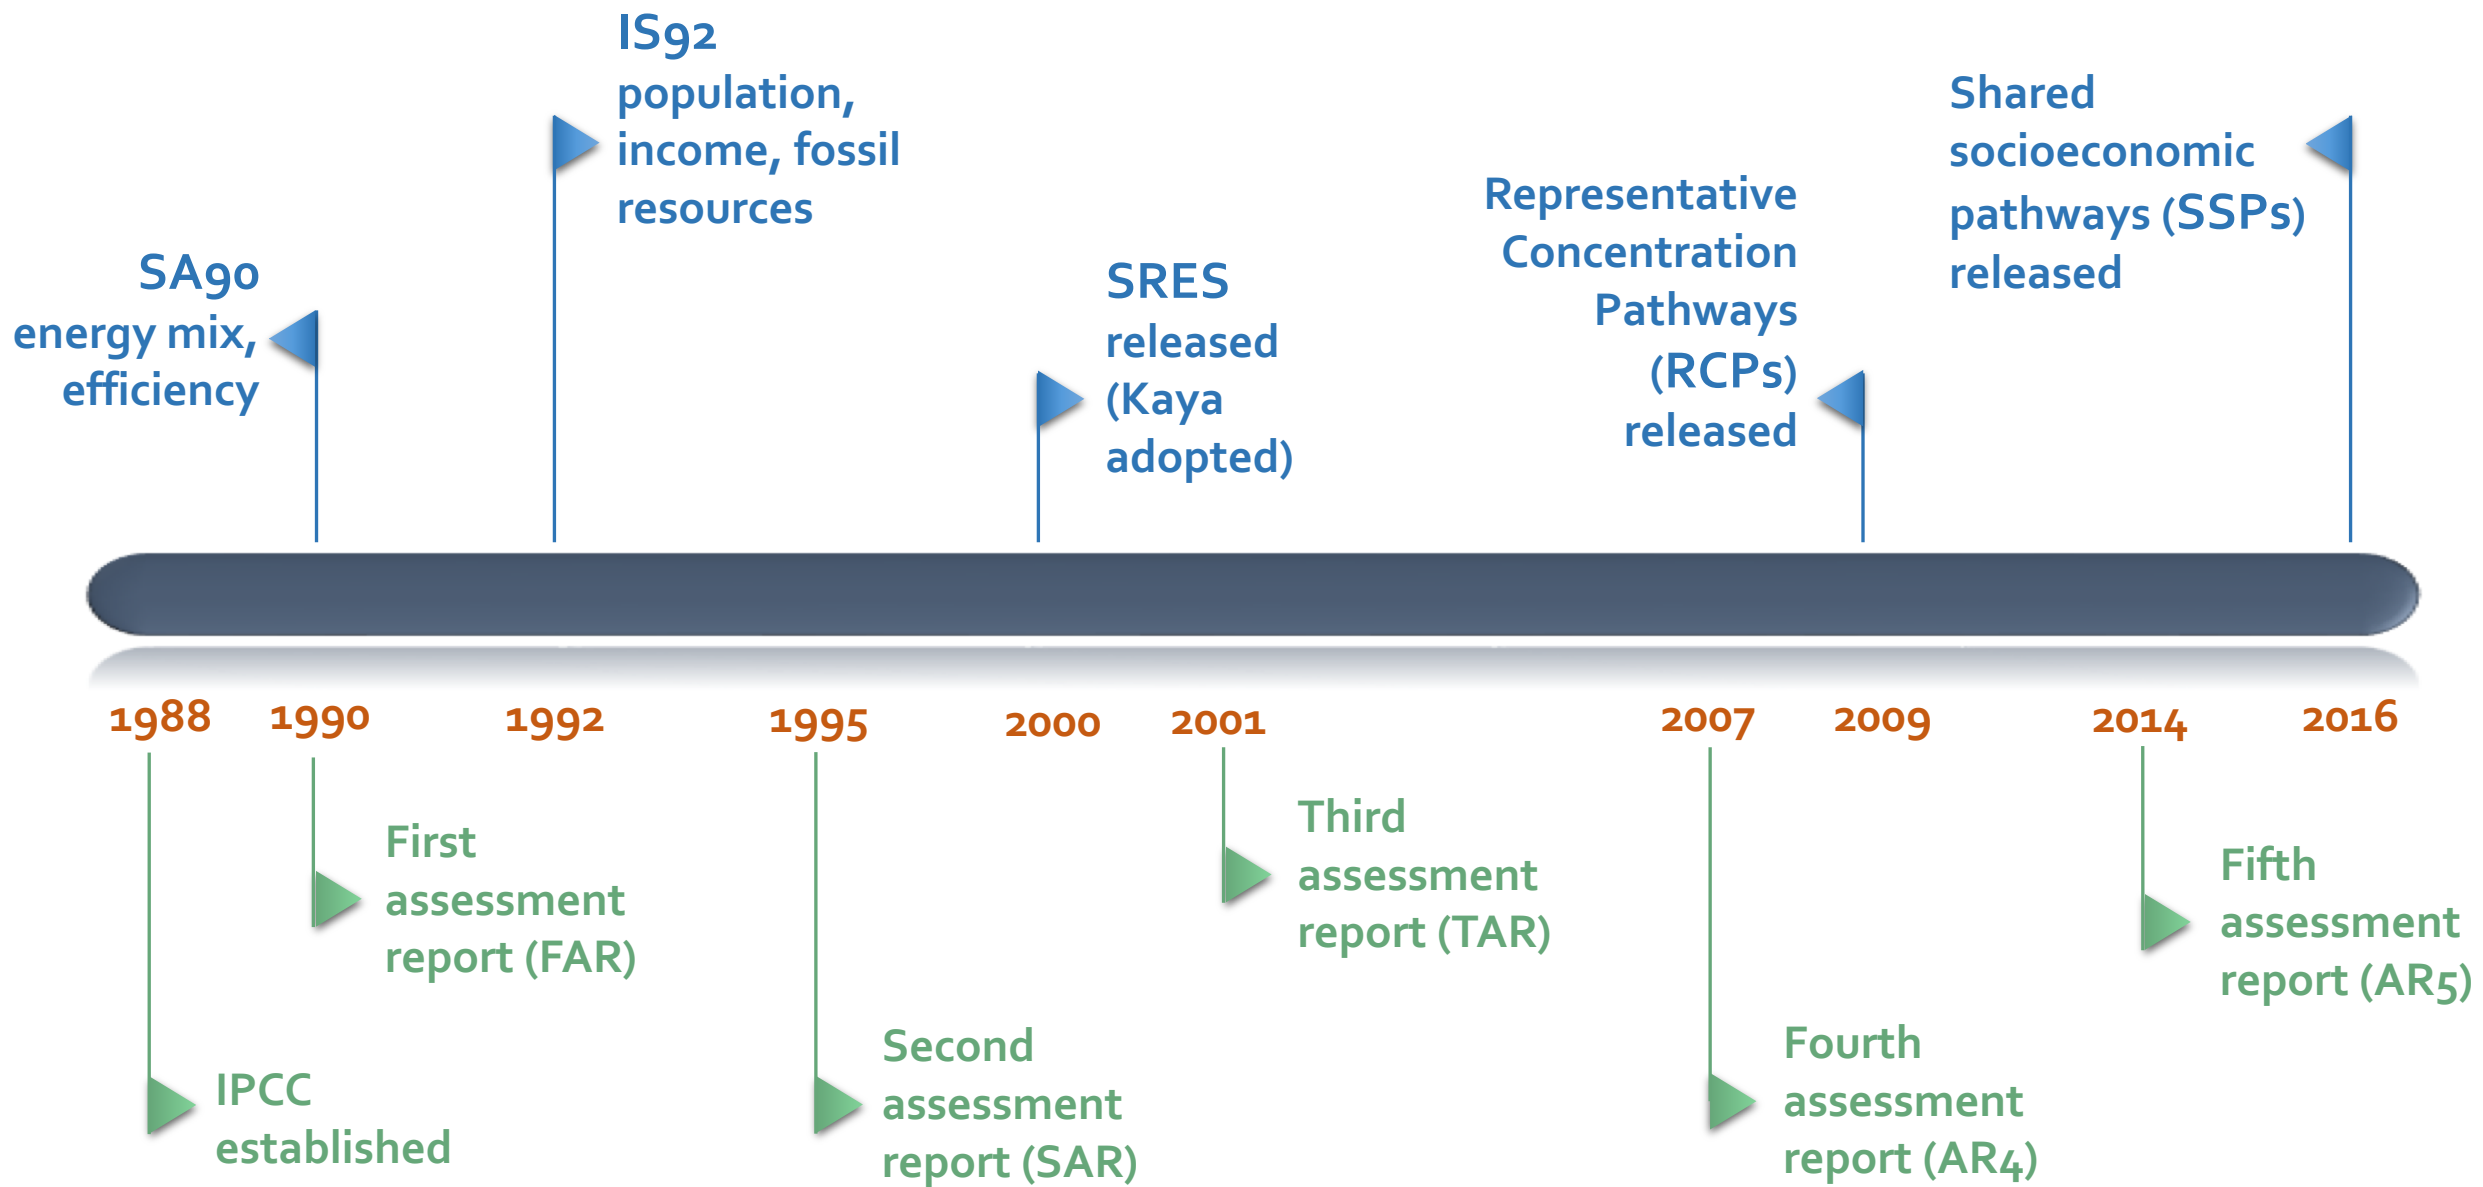 IS92
population,
income, fossil
resources
SA90
energy mix,
efficiency
SRES
released
(Kaya
adopted)
Representative
Concentration
Pathways
(RCPs)
released
Shared
socioeconomic
pathways (SSPs)
released
1988 1990 1992 1995 2000 2001 2007 2009 2014 2016
IPCC
established
First
assessment
report (FAR)
Second
assessment
report (SAR)
Third
assessment
report (TAR)
Fourth
assessment
report (AR4)
Fifth
assessment
report (AR5)